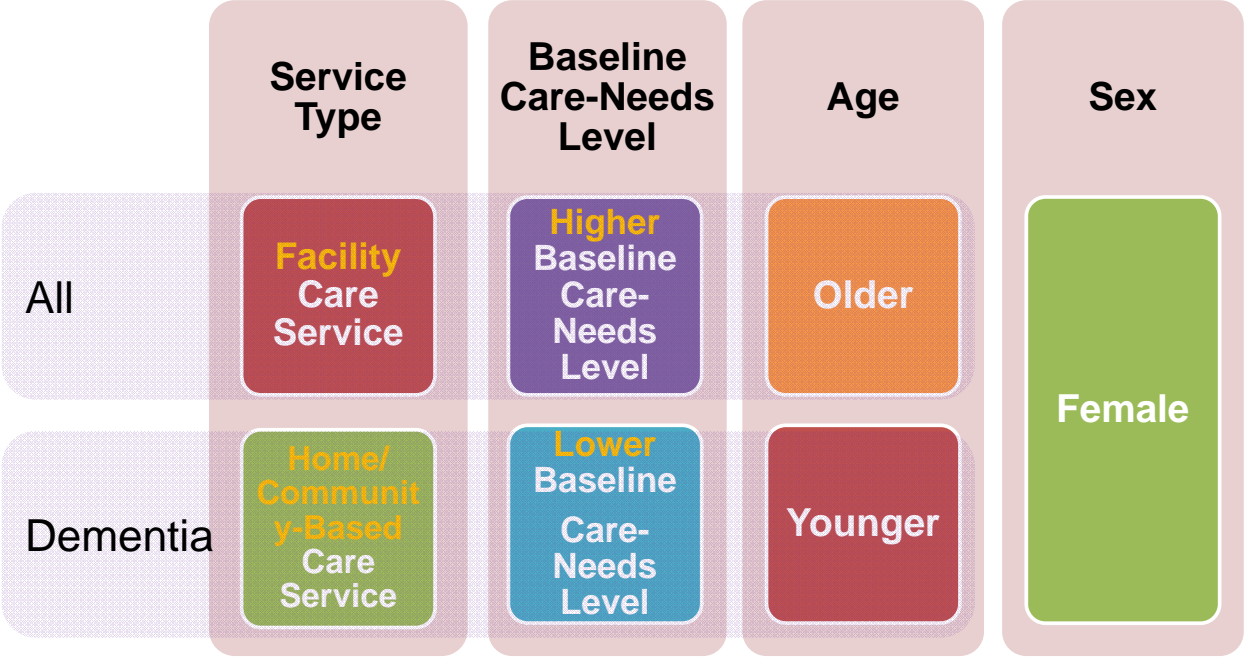 Service
Type
Baseline
Care-Needs
Level
Age
Sex
All
Facility
Care
Service
Higher
Baseline
Care-
Needs
Level
Older
Female
Dementia
Home/
Communit
y-Based
Care
Service
Lower
Baseline
Care-
Needs
Level
Younger